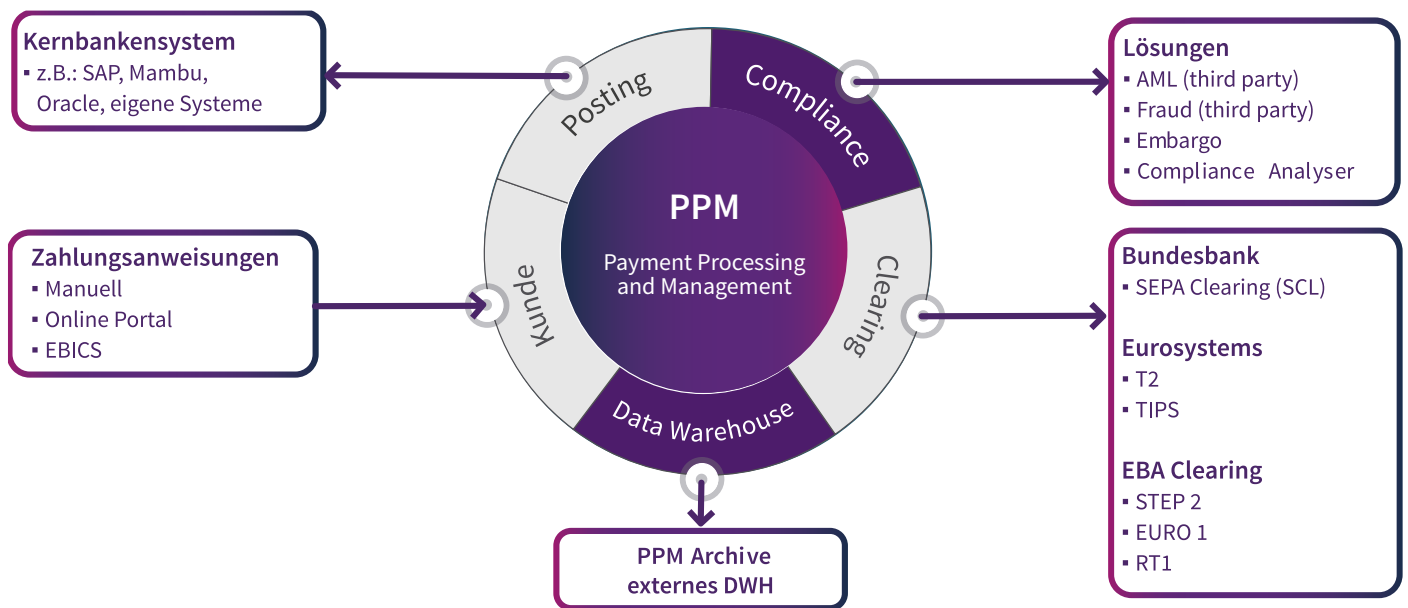 Kernbankensystem
▪ z.B.: SAP, Mambu,
Oracle, eigene Systeme
Zahlungsanweisungen
▪ Manuell
▪ Online Portal
▪ EBICS
Posting
Compliance
Kunde
Clearing
Data Warehouse
PPM
Payment Processing
and Management
PPM Archive
externes DWH
Lösungen
▪ AML (third party)
▪ Fraud (third party)
▪ Embargo
▪ Compliance Analyser
Bundesbank
▪ SEPA Clearing (SCL)
Eurosystems
▪ T2
▪ TIPS
EBA Clearing
▪ STEP 2
▪ EURO 1
▪ RT1